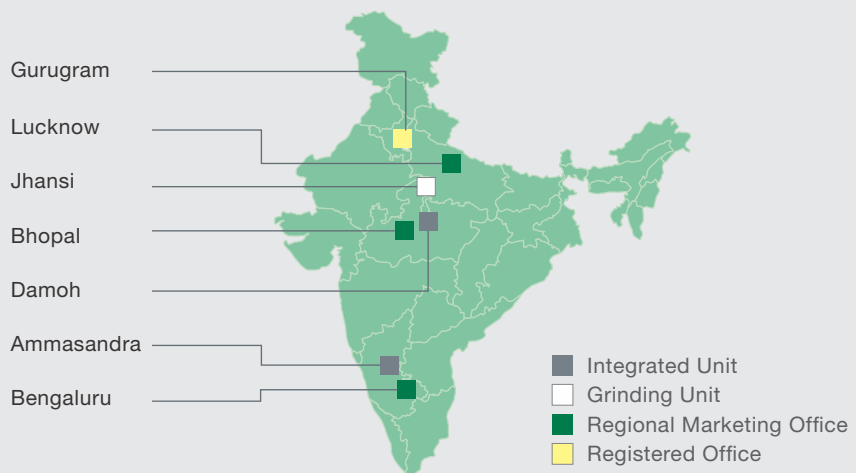 Gurugram
Lucknow
Jhansi
Bhopal
Damoh
Ammasandra
Bengaluru
Integrated Unit
Grinding Unit
Regional Marketing Office
Registered Office